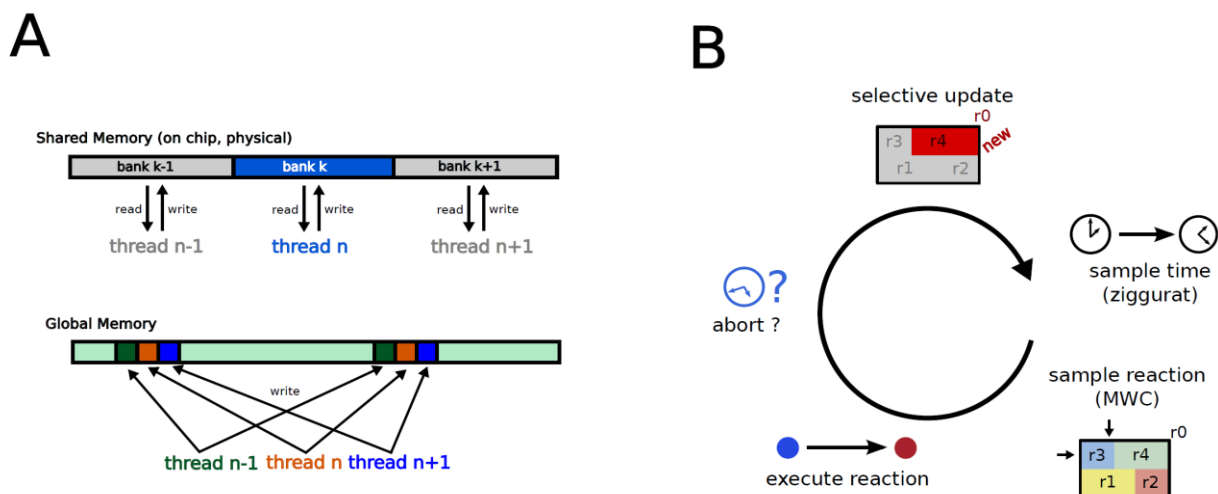 A
Shared Memory (on chip, physical)
bank k-1
bank k
bank k+1
read
write
read
write
read
write
thread n-1
thread n
thread n+1
Global Memory
write
thread n-1
thread n
thread n+1
B
selective update
r0
new
r3
r4
r1
r2
sample time
(ziggurat)
?
abort ?
sample reaction
(MWC)
r0
r3
r4
r1
r2
execute reaction